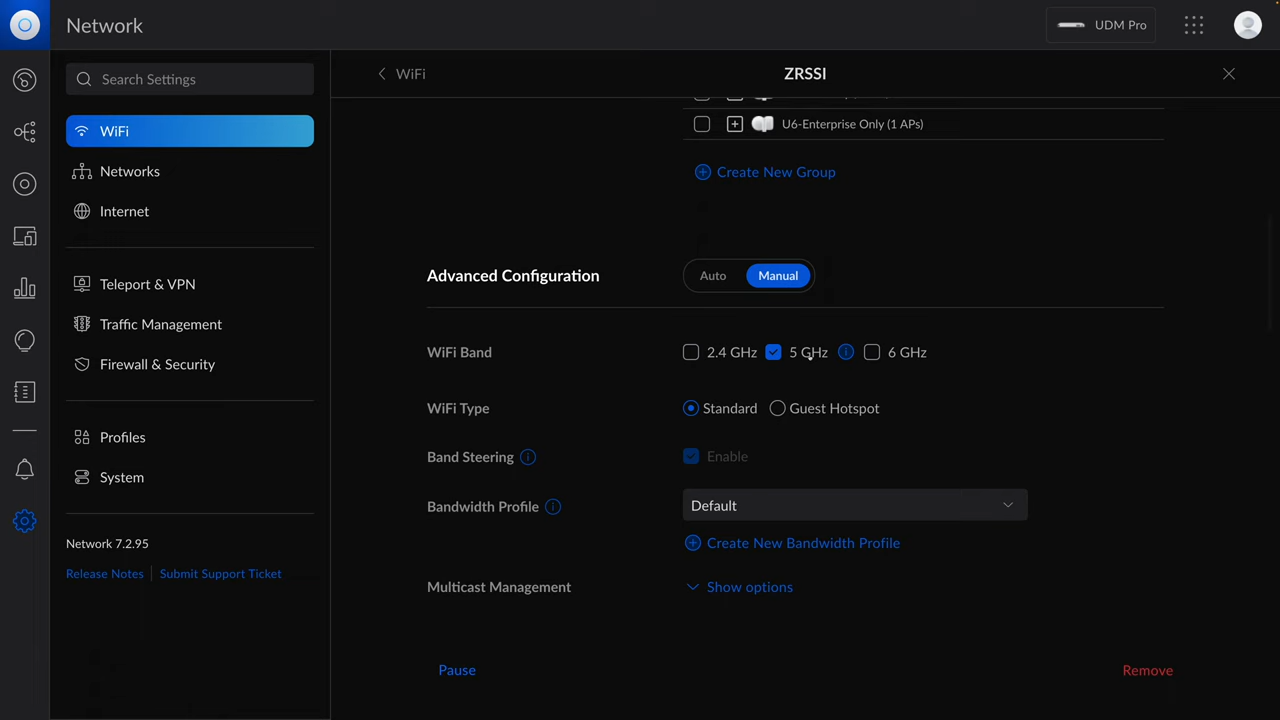 Network
UDM Pro
Search Settings
WiFi
Networks
Internet
Teleport & VPN
Traffic Management
Firewall & Security
Profiles
System
Network 7.2.95
Release Notes
Submit Support Ticket
WiFi
ZRSSI
U6-Enterprise Only (1 APs)
Create New Group
Advanced Configuration
Auto
Manual
WiFi Band
2.4 GHz
5 GHz
6 GHz
WiFi Type
Standard
Guest Hotspot
Band Steering
Enable
Bandwidth Profile
Default
Create New Bandwidth Profile
Multicast Management
Show options
Pause
Remove